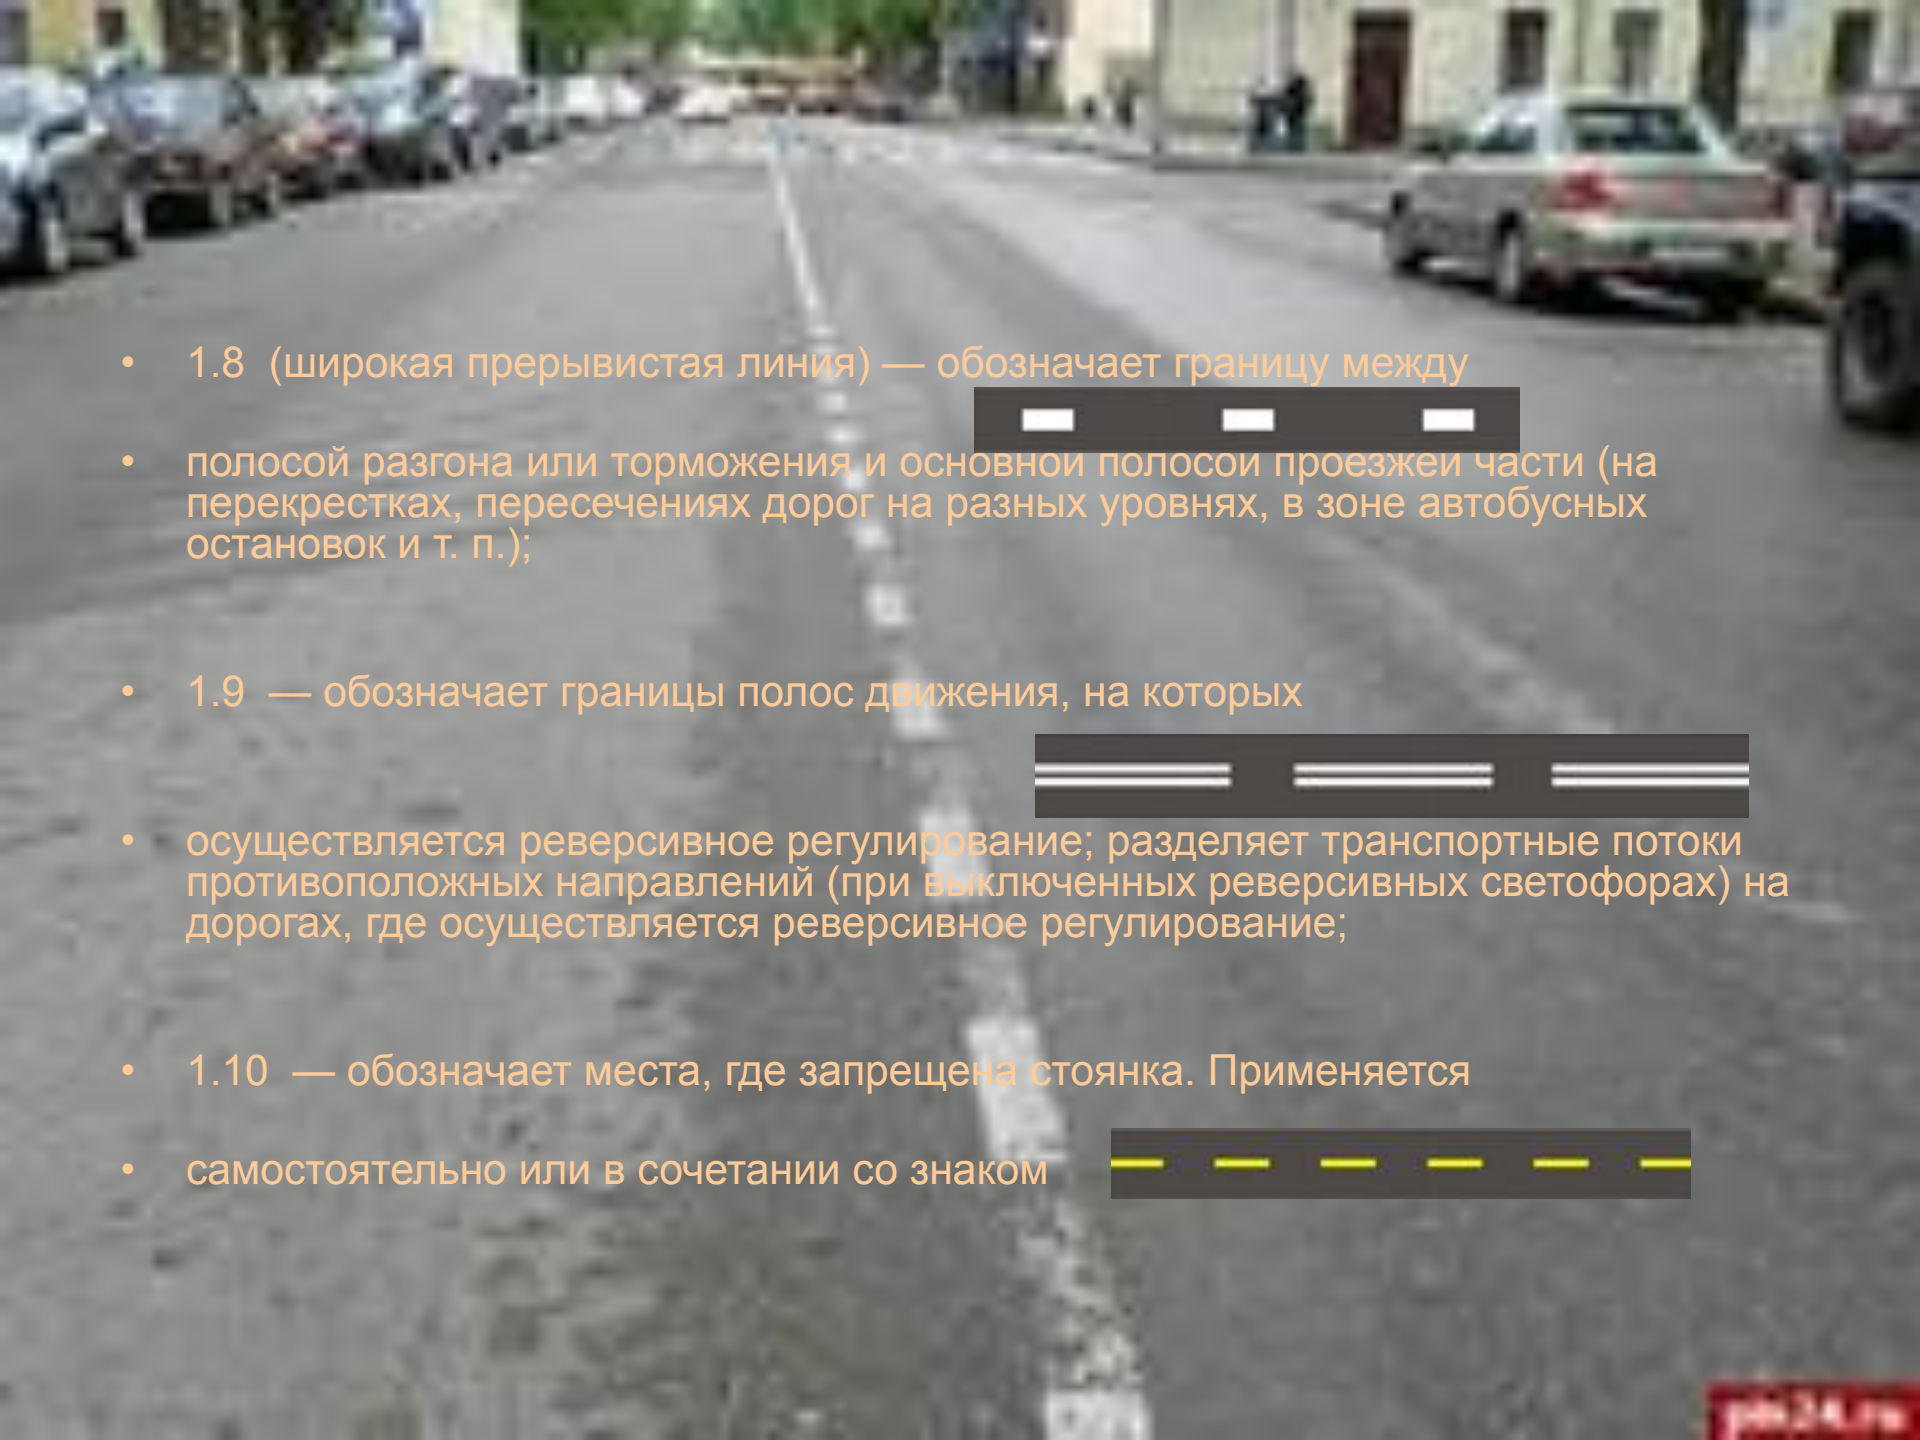 • 1.8 (широкая прерывистая линия) — обозначает границу между
• полосой разгона или торможения и основной полосой проезжей части (на
перекрестках, пересечениях дорог на разных уровнях, в зоне автобусных
остановок и т. п.);
• 1.9 — обозначает границы полос движения, на которых
• осуществляется реверсивное регулирование; разделяет транспортные потоки
противоположных направлений (при выключенных реверсивных светофорах) на
дорогах, где осуществляется реверсивное регулирование;
• 1.10 — обозначает места, где запрещена стоянка. Применяется
• самостоятельно или в сочетании со знаком